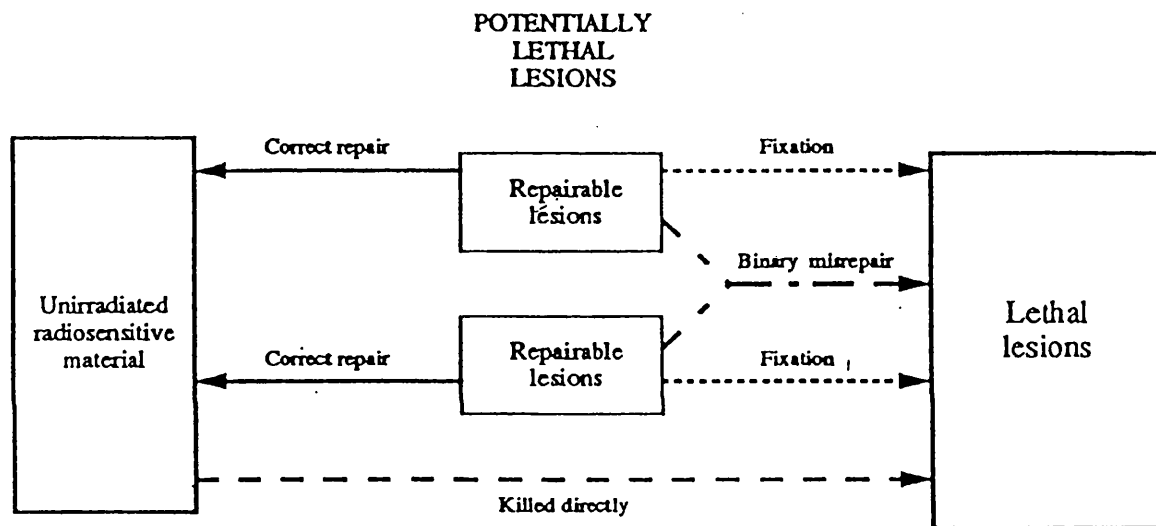 POTENTIALLY
LETHAL
LESIONS
Correct repair
Fixation
Repairable
lesions
Binary misrepair
Unirradiated
radiosensitive
material
Lethal
lesions
Correct repair
Repairable
lesions
Fixation
Killed directly